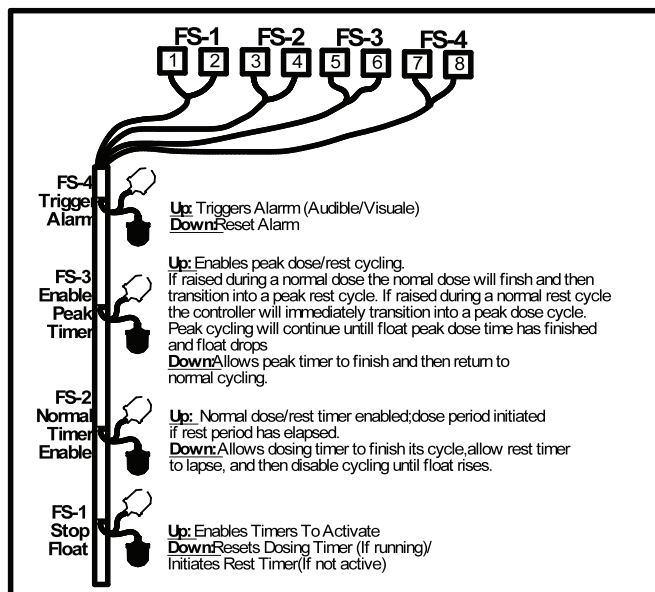 FS-1 FS-2 FS-3 FS-4
1 2 3 4 5 6 7 8
FS-4
Trigger
Alarm
Up: Triggers Alarrm (Audible/Visuale)
Down:Reset Alarm
FS-3
Enable
Peak
Timer
Up: Enables peak dose/rest cycling.
If raised during a normal dose the nomal dose will finsh and then
transition into a peak rest cycle. If raised during a normal rest cycle
the controller will immediately transition into a peak dose cycle.
Peak cycling will continue untill float peak dose time has finished
and float drops
Down:Allows peak timer to finish and then return to
normal cycling.
FS-2
Normal
Timer
Enable
Up: Normal dose/rest timer enabled;dose period initiated
if rest period has elapsed.
Down:Allows dosing timer to finish its cycle,allow rest timer
to lapse, and then disable cycling until float rises.
FS-1
Stop
Float
Up: Enables Timers To Activate
Down:Resets Dosing Timer (If running)/
Initiates Rest Timer(If not active)